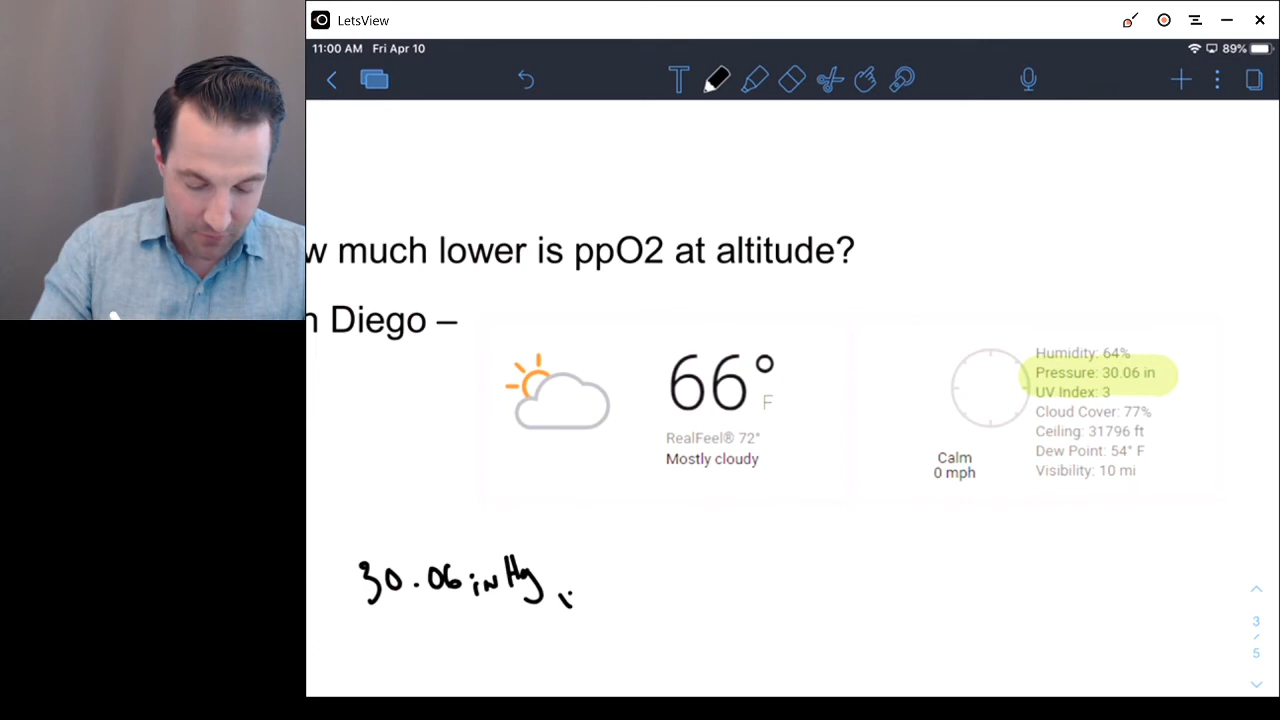 LetsView
11:00 AM Fri Apr 10
89%
w much lower is ppO2 at altitude?
n Diego –
66°
F
RealFeel® 72°
Mostly cloudy
Calm
0 mph
Humidity: 64%
Pressure: 30.06 in
UV Index: 3
Cloud Cover: 77%
Ceiling: 31796 ft
Dew Point: 54° F
Visibility: 10 mi
30.06 in Hg
3
/
5